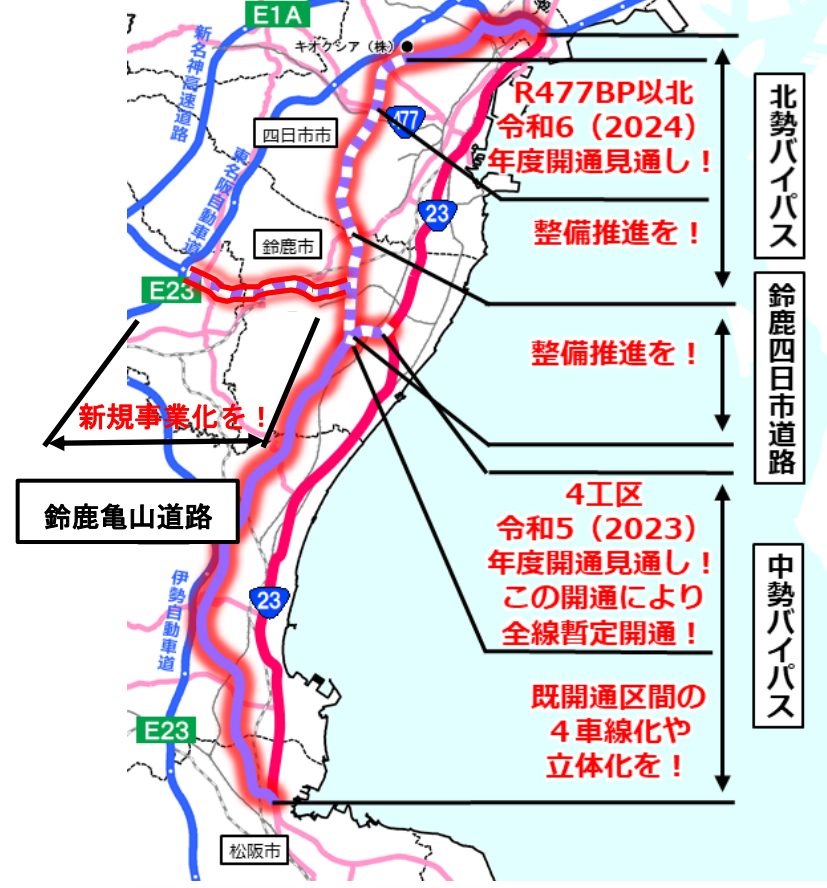 E1A
新名神高速道路
キオクシア（株）
四日市市
477
東名阪自動車道
23
鈴鹿市
E23
R477BP以北
令和6（2024）
年度開通見通し！
整備推進を！
北勢バイパス
整備推進を！
鈴鹿四日市道路
新規事業化を！
鈴鹿亀山道路
4工区
令和5（2023）
年度開通見通し！
この開通により
全線暫定開通！
既開通区間の
４車線化や
立体化を！
中勢バイパス
伊勢自動車道
23
E23
松阪市